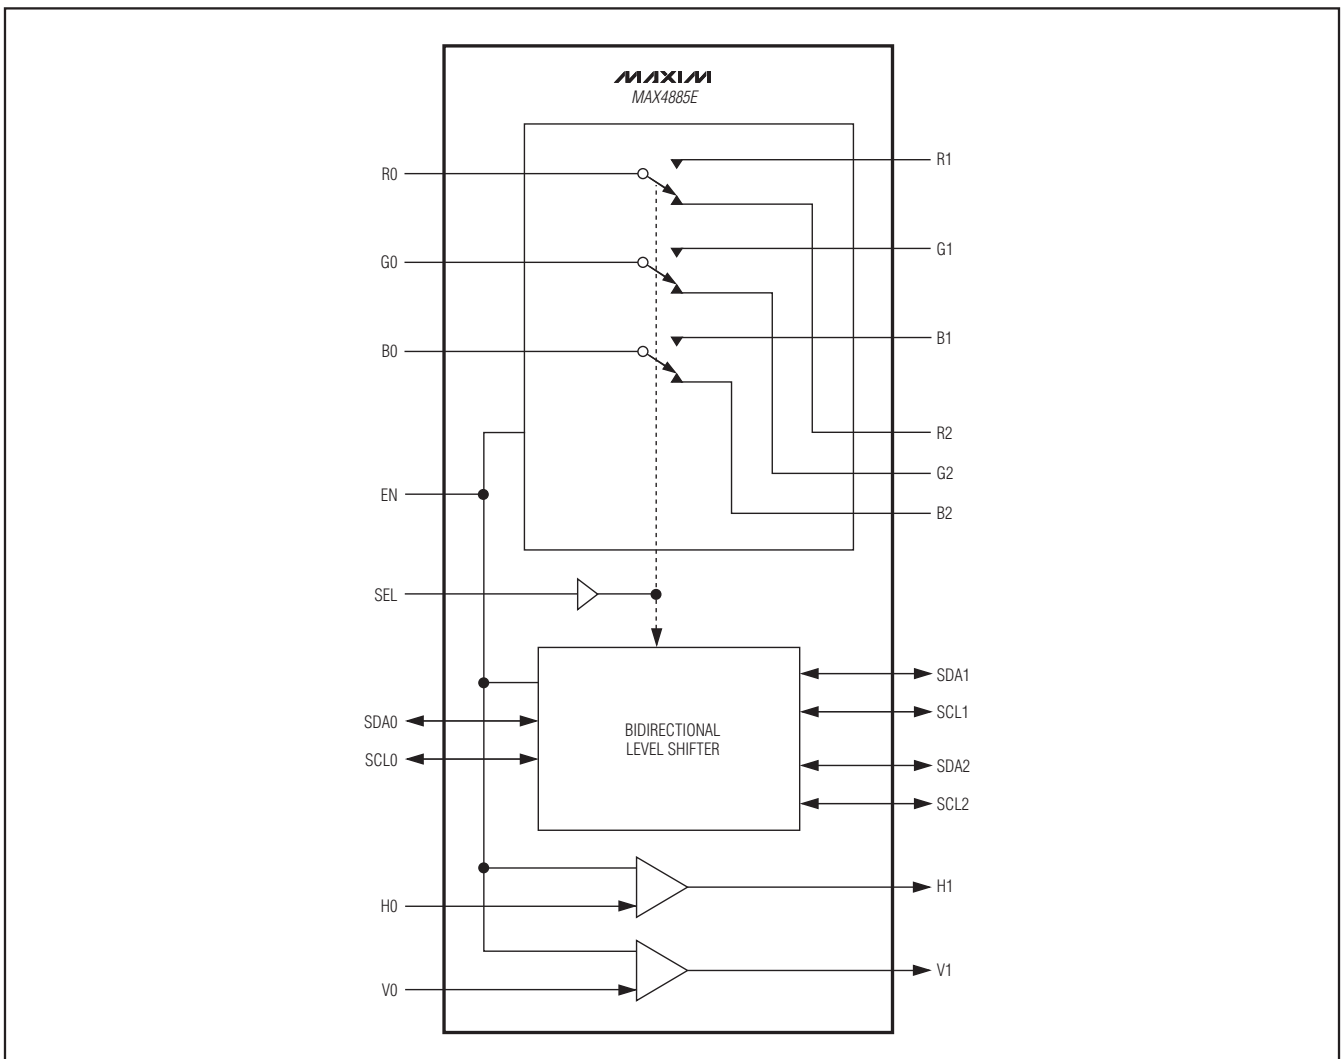 MAXIM
MAX4885E
R0
R1
G0
G1
B0
B1
R2
G2
EN
B2
SEL
SDA1
SDA0
SCL1
BIDIRECTIONAL
LEVEL SHIFTER
SCL0
SDA2
SCL2
H1
H0
V1
V0